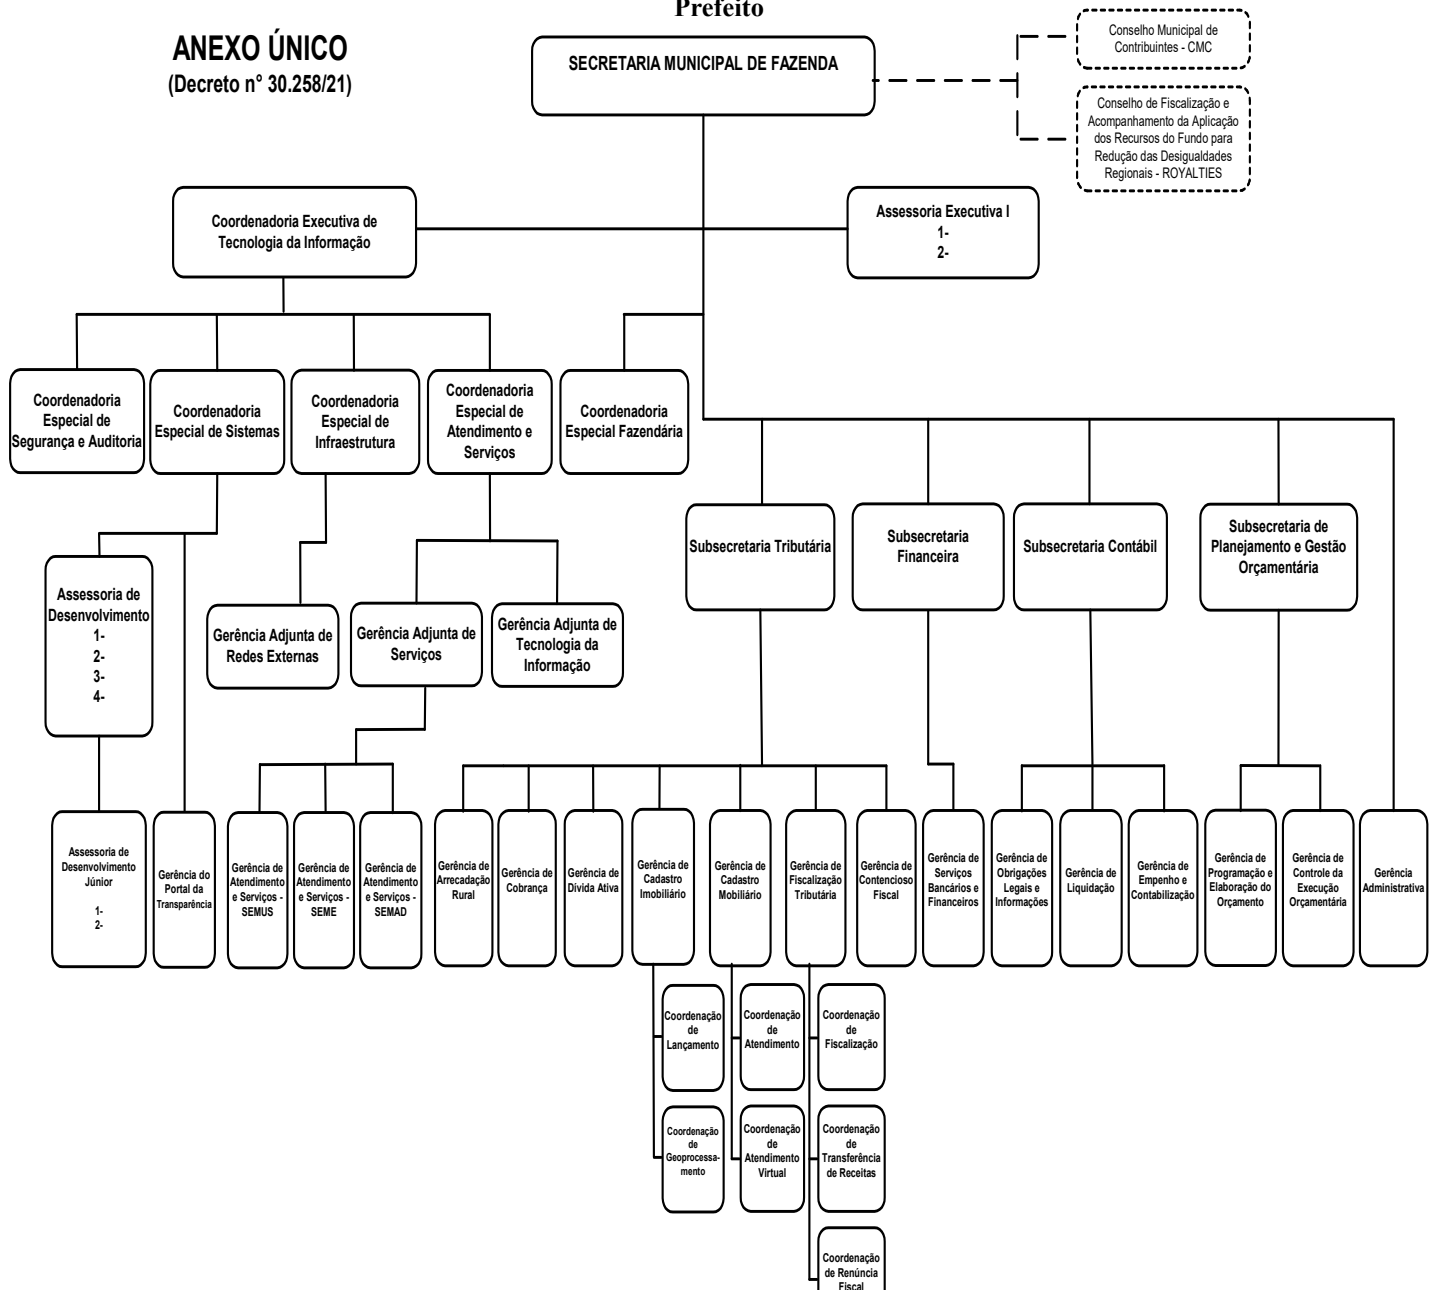 Prefeito
ANEXO ÚNICO
(Decreto n° 30.258/21)
SECRETARIA MUNICIPAL DE FAZENDA
Conselho Municipal de
Contribuintes - CMC
Conselho de Fiscalização e
Acompanhamento da Aplicação
dos Recursos do Fundo para
Redução das Desigualdades
Regionais - ROYALTIES
Coordenadoria Executiva de
Tecnologia da Informação
Assessoria Executiva I
1-
2-
Coordenadoria
Especial de
Segurança e Auditoria
Coordenadoria
Especial de Sistemas
Coordenadoria
Especial de
Infraestrutura
Coordenadoria
Especial de
Atendimento e
Serviços
Coordenadoria
Especial Fazendária
Subsecretaria Tributária
Subsecretaria
Financeira
Subsecretaria Contábil
Subsecretaria de
Planejamento e Gestão
Orçamentária
Assessoria de
Desenvolvimento
1-
2-
3-
4-
Gerência Adjunta de
Redes Externas
Gerência Adjunta de
Serviços
Gerência Adjunta de
Tecnologia da
Informação
Assessoria de
Desenvolvimento
Júnior
1-
2-
Gerência do
Portal da
Transparência
Gerência de
Atendimento
e Serviços -
SEMUS
Gerência de
Atendimento
e Serviços -
SEME
Gerência de
Atendimento
e Serviços -
SEMAD
Gerência de
Arrecadação
Rural
Gerência de
Cobrança
Gerência de
Dívida Ativa
Gerência de
Cadastro
Imobiliário
Gerência de
Cadastro
Mobiliário
Gerência de
Fiscalização
Tributária
Gerência de
Contencioso
Fiscal
Gerência de
Serviços
Bancários e
Financeiros
Gerência de
Obrigações
Legais e
Informações
Gerência de
Liquidação
Gerência de
Empenho e
Contabilização
Gerência de
Programação e
Elaboração do
Orçamento
Gerência de
Controle da
Execução
Orçamentária
Gerência
Administrativa
Coordenação
de
Lançamento
Coordenação
de
Atendimento
Coordenação
de
Fiscalização
Coordenação
de
Geoprocessa-
mento
Coordenação
de
Atendimento
Virtual
Coordenação
de
Transferência
de Receitas
Coordenação
de Renúncia
Fiscal